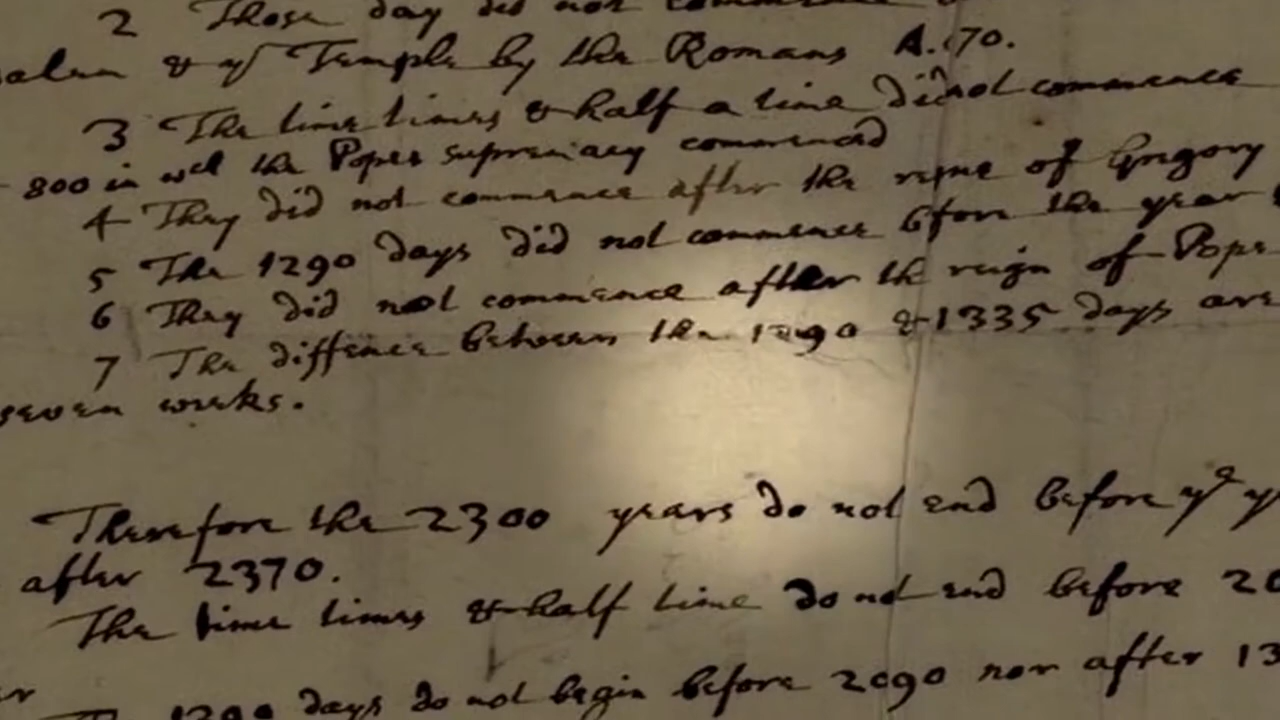 2 Those day did not commence
alem & ye Temple by the Romans A. 70.
3 The time times & half a time did not commence
800 in wch the Popes supremacy commenced
4 They did not commence after the reigne of Gregory
5 The 1290 days did not commence before the year
6 They did not commence after the reign of Pope
7 The diffence between the 1290 & 1335 days are
seven weeks.
Therefore the 2300 years do not end before ye
after 2370.
The time times & half time do not end before 20
1290 days do not begin before 2090 nor after 13